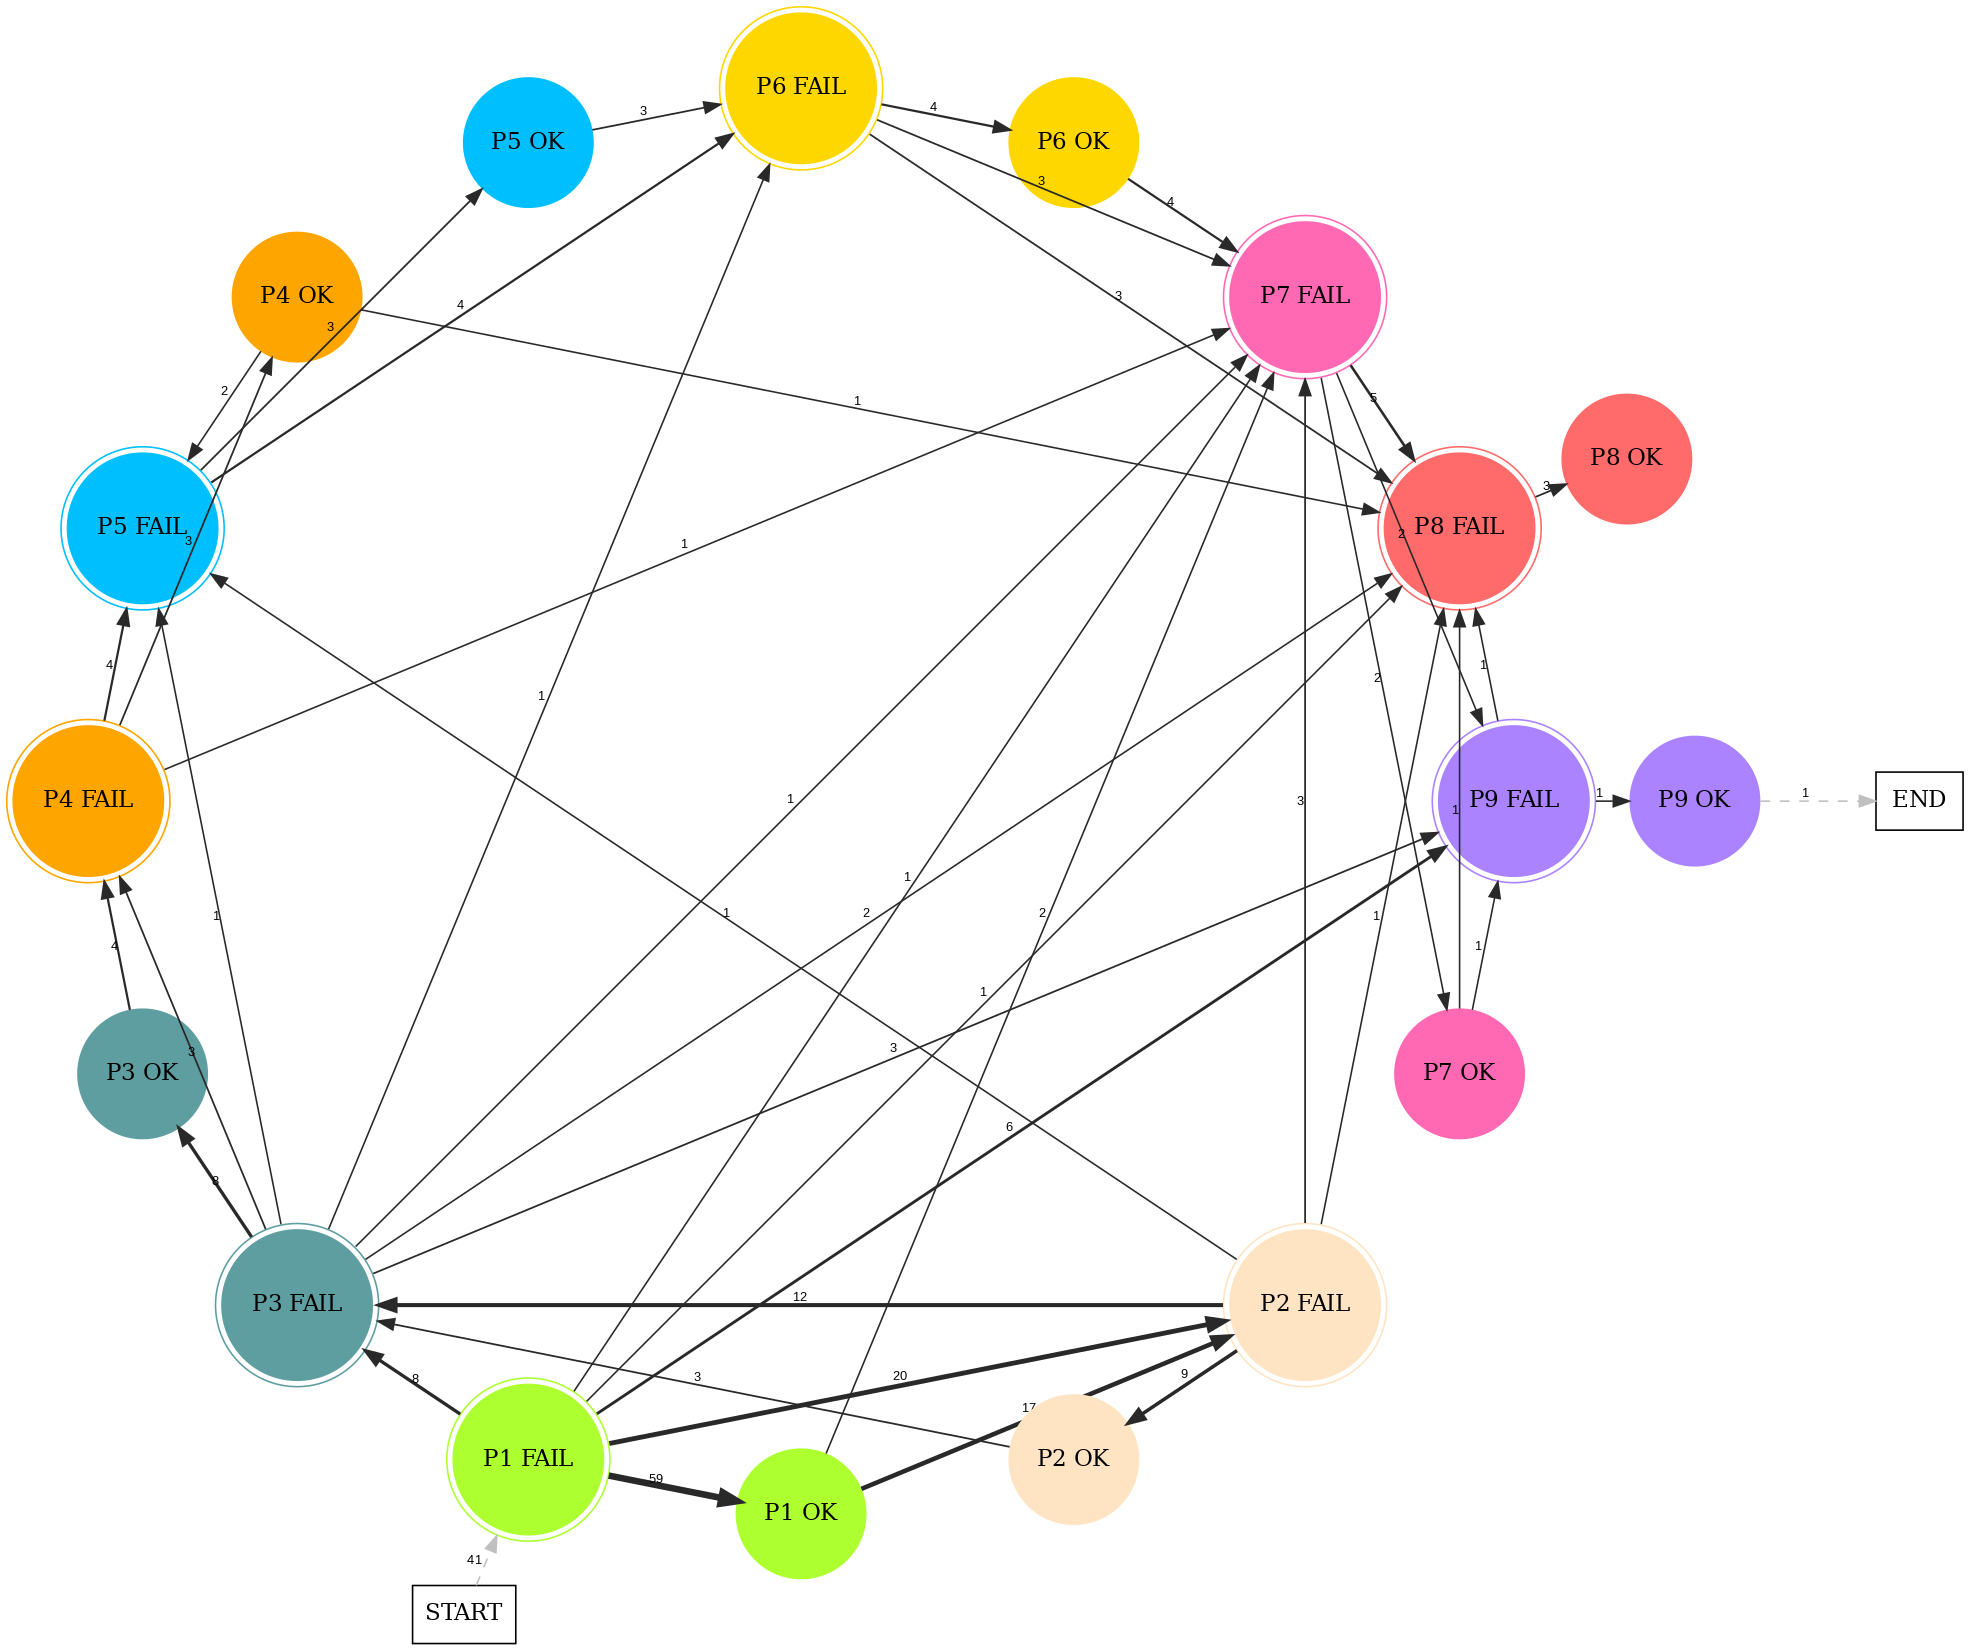 P6 FAIL
4
3
P5 OK
P6 OK
3
4
P4 OK
P7 FAIL
3
4
3
2
1
5
P8 OK
3
P5 FAIL
3
1
2
P8 FAIL
4
1
2
1
P4 FAIL
1
3
1
P9 FAIL
1
P9 OK
1
END
1
1
2
1
2
1
4
1
1
3
3
P3 OK
P7 OK
6
8
P3 FAIL
12
P2 FAIL
8
3
20
9
17
P1 FAIL
59
P2 OK
P1 OK
41
START